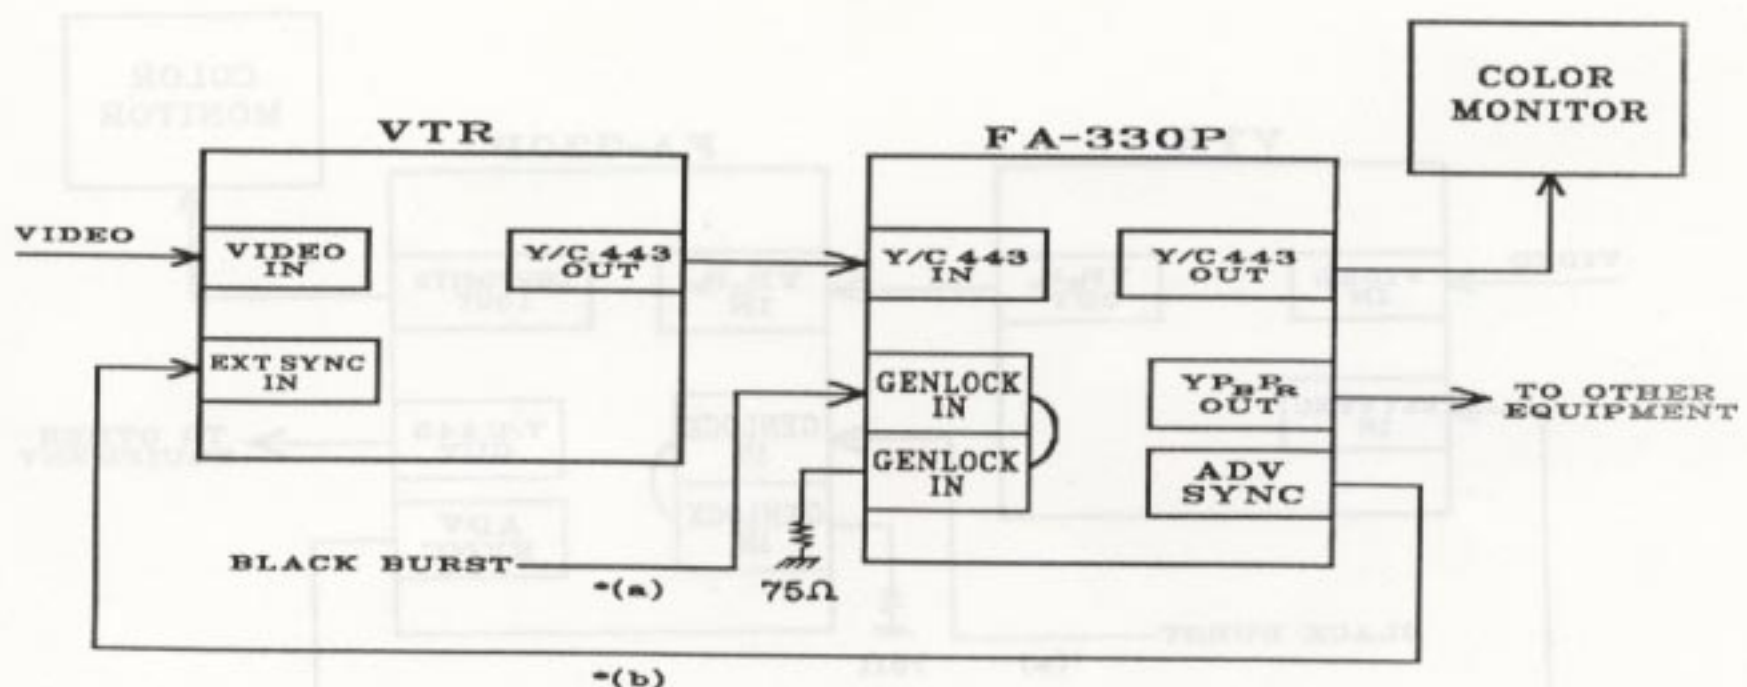 COLOR
MONITOR
VTR
FA-330P
VIDEO
VIDEO
IN
Y/C 443
OUT
Y/C 443
IN
Y/C 443
OUT
EXT SYNC
IN
GENLOCK
IN
YPBPR
OUT
TO OTHER
EQUIPMENT
GENLOCK
IN
ADV
SYNC
BLACK BURST
*(a)
75Ω
*(b)